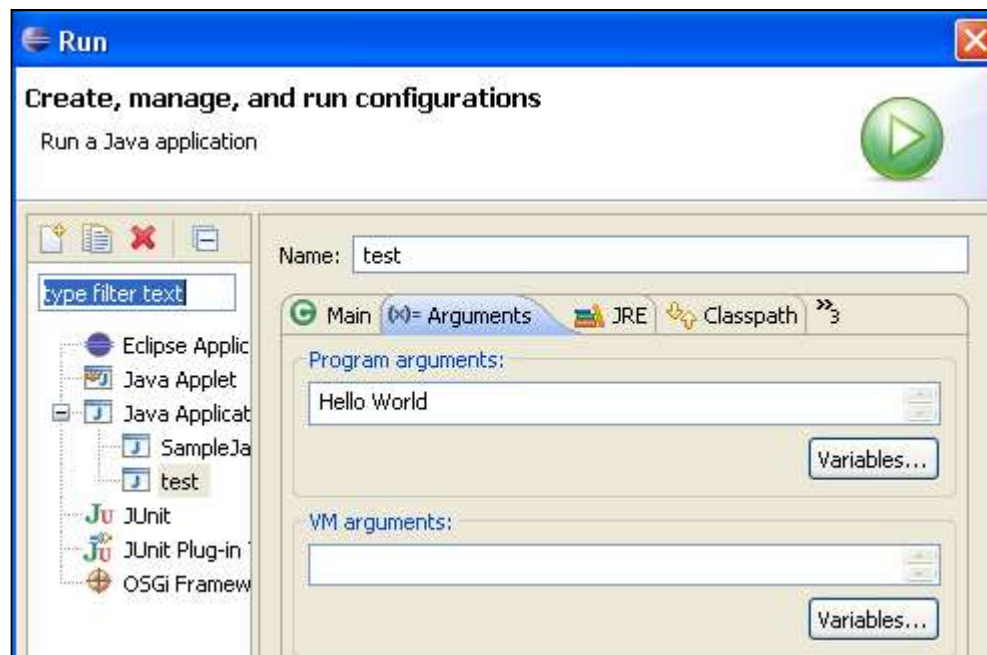 Run
Create, manage, and run configurations
Run a Java application
type filter text
Eclipse Applic
Java Applet
Java Applicat
SampleJa
test
JUnit
JUnit Plug-in
OSGi Framew
Name: test
Main (x)= Arguments JRE Classpath »3
Program arguments:
Hello World
Variables...
VM arguments:
Variables...